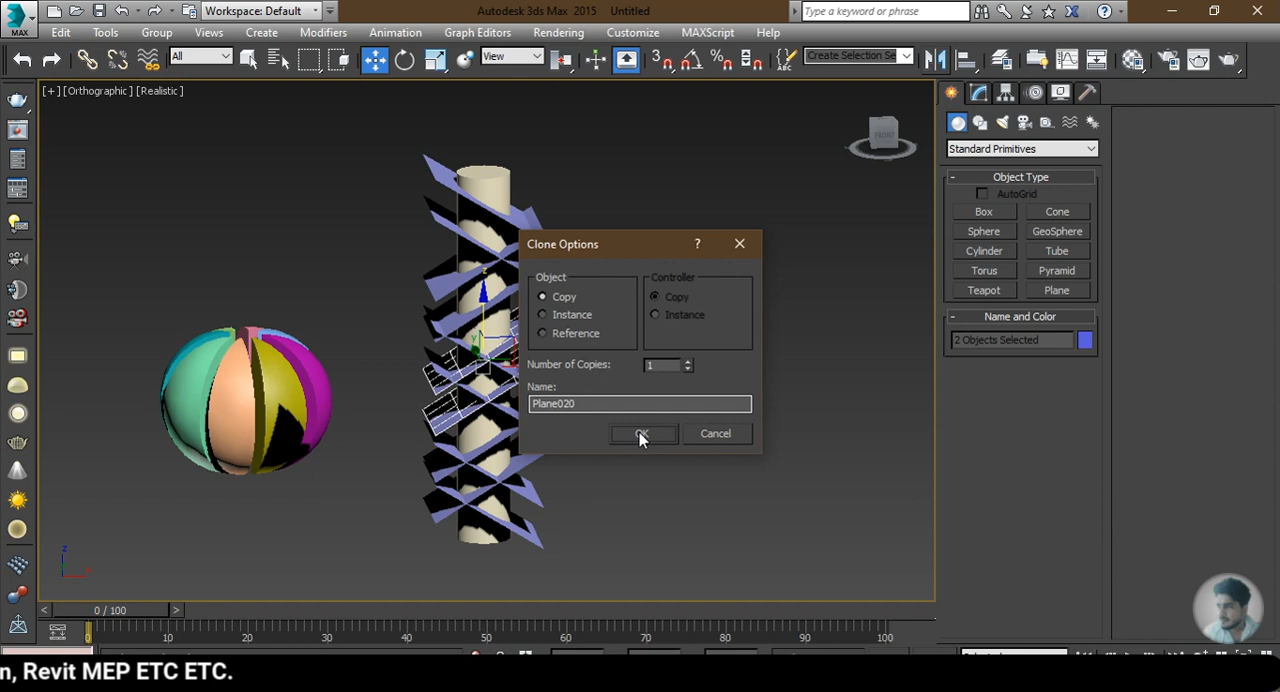 Workspace: Default
Autodesk 3ds Max 2015 Untitled
Type a keyword or phrase
MAX
Edit Tools Group Views Create Modifiers Animation Graph Editors Rendering Customize MAXScript Help
All
View
3
Create Selection Se
[+] [Orthographic] [Realistic]
FRONT
Standard Primitives
- Object Type
AutoGrid
Box Cone
Sphere GeoSphere
Cylinder Tube
Torus Pyramid
Teapot Plane
- Name and Color
2 Objects Selected
Clone Options ?
Object Controller
Copy Copy
Instance Instance
Reference
Number of Copies: 1
Name:
Plane020
OK Cancel
z
y
z
0 / 100
0 10 20 30 40 50 60 70 80 90 100
n, Revit MEP ETC ETC.